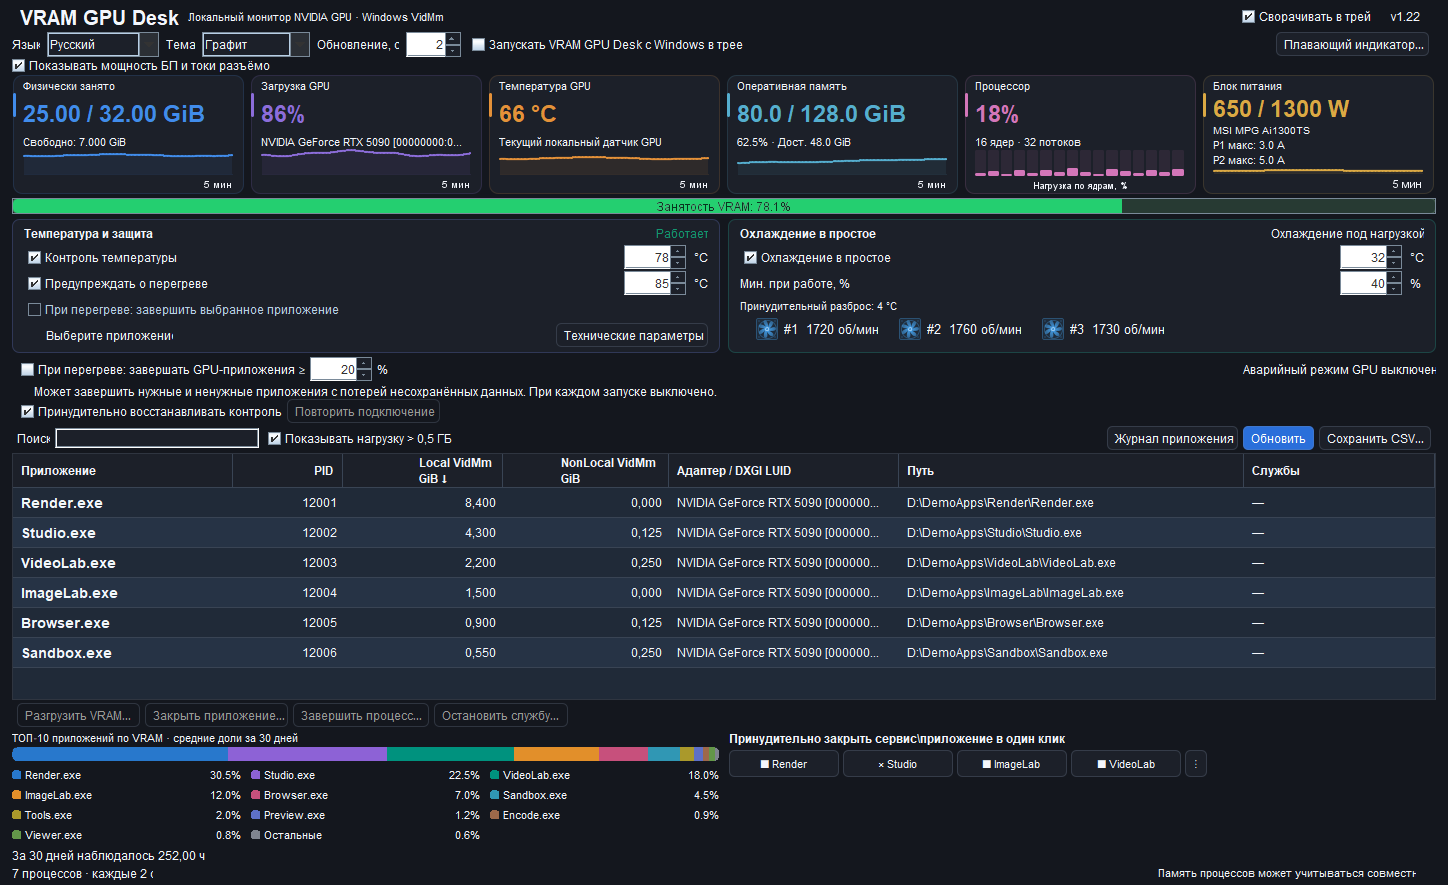 VRAM GPU Desk Локальный монитор NVIDIA GPU · Windows VidMm Сворачивать в трей v1.22
Язык Русский Тема Графит Обновление, с 2 Запускать VRAM GPU Desk с Windows в трее Плавающий индикатор...
Показывать мощность БП и токи разъёмо
Физически занято
25.00 / 32.00 GiB
Свободно: 7.000 GiB
5 мин
Загрузка GPU
86%
NVIDIA GeForce RTX 5090 [00000000:0...
5 мин
Температура GPU
66 °C
Текущий локальный датчик GPU
5 мин
Оперативная память
80.0 / 128.0 GiB
62.5% · Дост. 48.0 GiB
5 мин
Процессор
18%
16 ядер · 32 потоков
Нагрузка по ядрам, %
Блок питания
650 / 1300 W
MSI MPG Ai1300TS
P1 макс: 3.0 A
P2 макс: 5.0 A
5 мин
Занятость VRAM: 78.1%
Температура и защита Работает
Контроль температуры 78 °C
Предупреждать о перегреве 85 °C
При перегреве: завершить выбранное приложение
Выберите приложени Технические параметры
Охлаждение в простое Охлаждение под нагрузкой
Охлаждение в простое 32 °C
Мин. при работе, % 40 %
Принудительный разброс: 4 °C
#1 1720 об/мин #2 1760 об/мин #3 1730 об/мин
При перегреве: завершать GPU-приложения ≥ 20 % Аварийный режим GPU выключен
Может завершить нужные и ненужные приложения с потерей несохранённых данных. При каждом запуске выключено.
Принудительно восстанавливать контроль Повторить подключение
Поиск Показывать нагрузку > 0,5 ГБ Журнал приложения Обновить Сохранить CSV...
Приложение PID Local VidMm GiB ↓ NonLocal VidMm GiB Адаптер / DXGI LUID Путь Службы
Render.exe 12001 8,400 0,000 NVIDIA GeForce RTX 5090 [000000... D:\DemoApps\Render\Render.exe —
Studio.exe 12002 4,300 0,125 NVIDIA GeForce RTX 5090 [000000... D:\DemoApps\Studio\Studio.exe —
VideoLab.exe 12003 2,200 0,250 NVIDIA GeForce RTX 5090 [000000... D:\DemoApps\VideoLab\VideoLab.exe —
ImageLab.exe 12004 1,500 0,000 NVIDIA GeForce RTX 5090 [000000... D:\DemoApps\ImageLab\ImageLab.exe —
Browser.exe 12005 0,900 0,125 NVIDIA GeForce RTX 5090 [000000... D:\DemoApps\Browser\Browser.exe —
Sandbox.exe 12006 0,550 0,250 NVIDIA GeForce RTX 5090 [000000... D:\DemoApps\Sandbox\Sandbox.exe —
Разгрузить VRAM... Закрыть приложение... Завершить процесс... Остановить службу...
ТОП-10 приложений по VRAM · средние доли за 30 дней
Render.exe 30.5% Studio.exe 22.5% VideoLab.exe 18.0%
ImageLab.exe 12.0% Browser.exe 7.0% Sandbox.exe 4.5%
Tools.exe 2.0% Preview.exe 1.2% Encode.exe 0.9%
Viewer.exe 0.8% Остальные 0.6%
Принудительно закрыть сервис\приложение в один клик
Render × Studio ImageLab VideoLab ⋮
За 30 дней наблюдалось 252,00 ч
7 процессов · каждые 2 с Память процессов может учитываться совместн